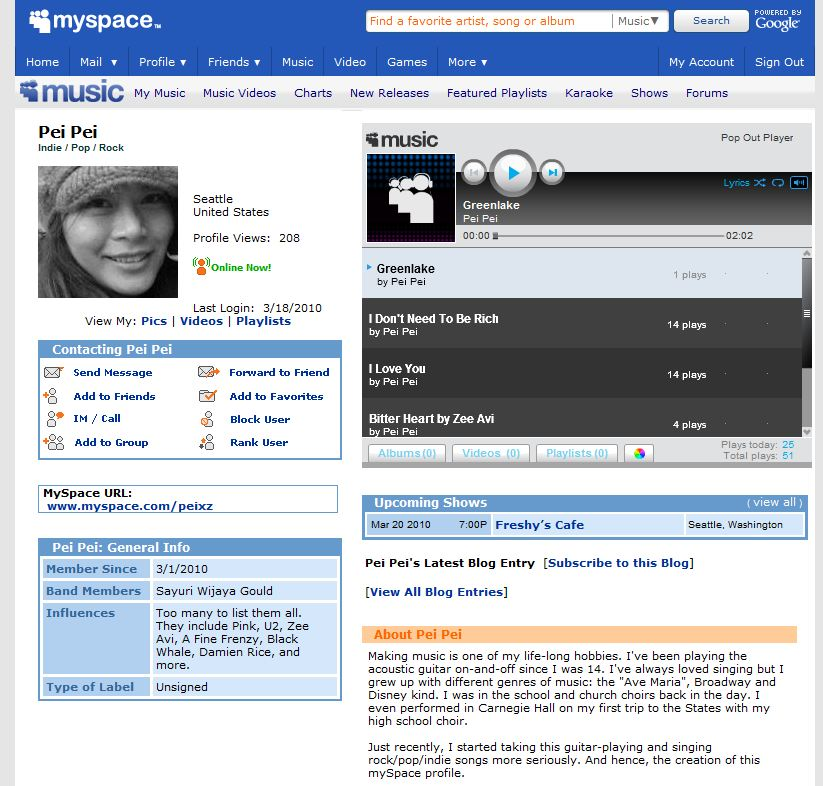 myspace™
Find a favorite artist, song or album
Music▼
Search
POWERED BY
Google
Home
Mail ▼
Profile ▼
Friends ▼
Music
Video
Games
More ▼
My Account
Sign Out
music
My Music
Music Videos
Charts
New Releases
Featured Playlists
Karaoke
Shows
Forums
Pei Pei
Indie / Pop / Rock
Seattle
United States
Profile Views: 208
Online Now!
Last Login: 3/18/2010
View My: Pics | Videos | Playlists
Contacting Pei Pei
Send Message
Forward to Friend
Add to Friends
Add to Favorites
IM / Call
Block User
Add to Group
Rank User
MySpace URL:
www.myspace.com/peixz
Pei Pei: General Info
Member Since 3/1/2010
Band Members Sayuri Wijaya Gould
Influences Too many to list them all.
They include Pink, U2, Zee
Avi, A Fine Frenzy, Black
Whale, Damien Rice, and
more.
Type of Label Unsigned
music
Pop Out Player
Lyrics
Greenlake
Pei Pei
00:00 02:02
Greenlake
by Pei Pei
1 plays
I Don't Need To Be Rich
by Pei Pei
14 plays
I Love You
by Pei Pei
14 plays
Bitter Heart by Zee Avi
by Pei Pei
4 plays
Albums (0)
Videos (0)
Playlists (0)
Plays today: 25
Total plays: 51
Upcoming Shows
( view all )
Mar 20 2010 7:00P Freshy's Cafe Seattle, Washington
Pei Pei's Latest Blog Entry [Subscribe to this Blog]
[View All Blog Entries]
About Pei Pei
Making music is one of my life-long hobbies. I've been playing the
acoustic guitar on-and-off since I was 14. I've always loved singing but I
grew up with different genres of music: the "Ave Maria", Broadway and
Disney kind. I was in the school and church choirs back in the day. I
even performed in Carnegie Hall on my first trip to the States with my
high school choir.
Just recently, I started taking this guitar-playing and singing
rock/pop/indie songs more seriously. And hence, the creation of this
mySpace profile.